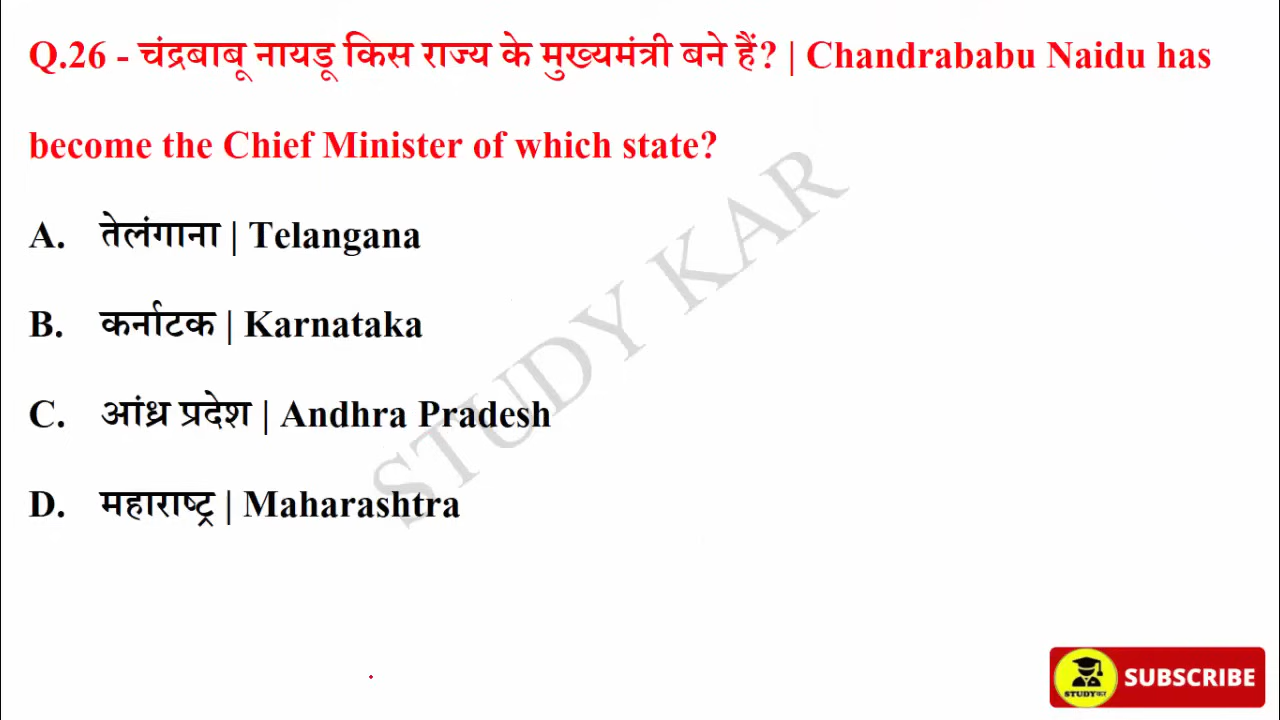 Q.26 - चंद्रबाबू नायडू किस राज्य के मुख्यमंत्री बने हैं? | Chandrababu Naidu has
become the Chief Minister of which state?
A. तेलंगाना | Telangana
B. कर्नाटक | Karnataka
C. आंध्र प्रदेश | Andhra Pradesh
D. महाराष्ट्र | Maharashtra
STUDY KAR
SUBSCRIBE